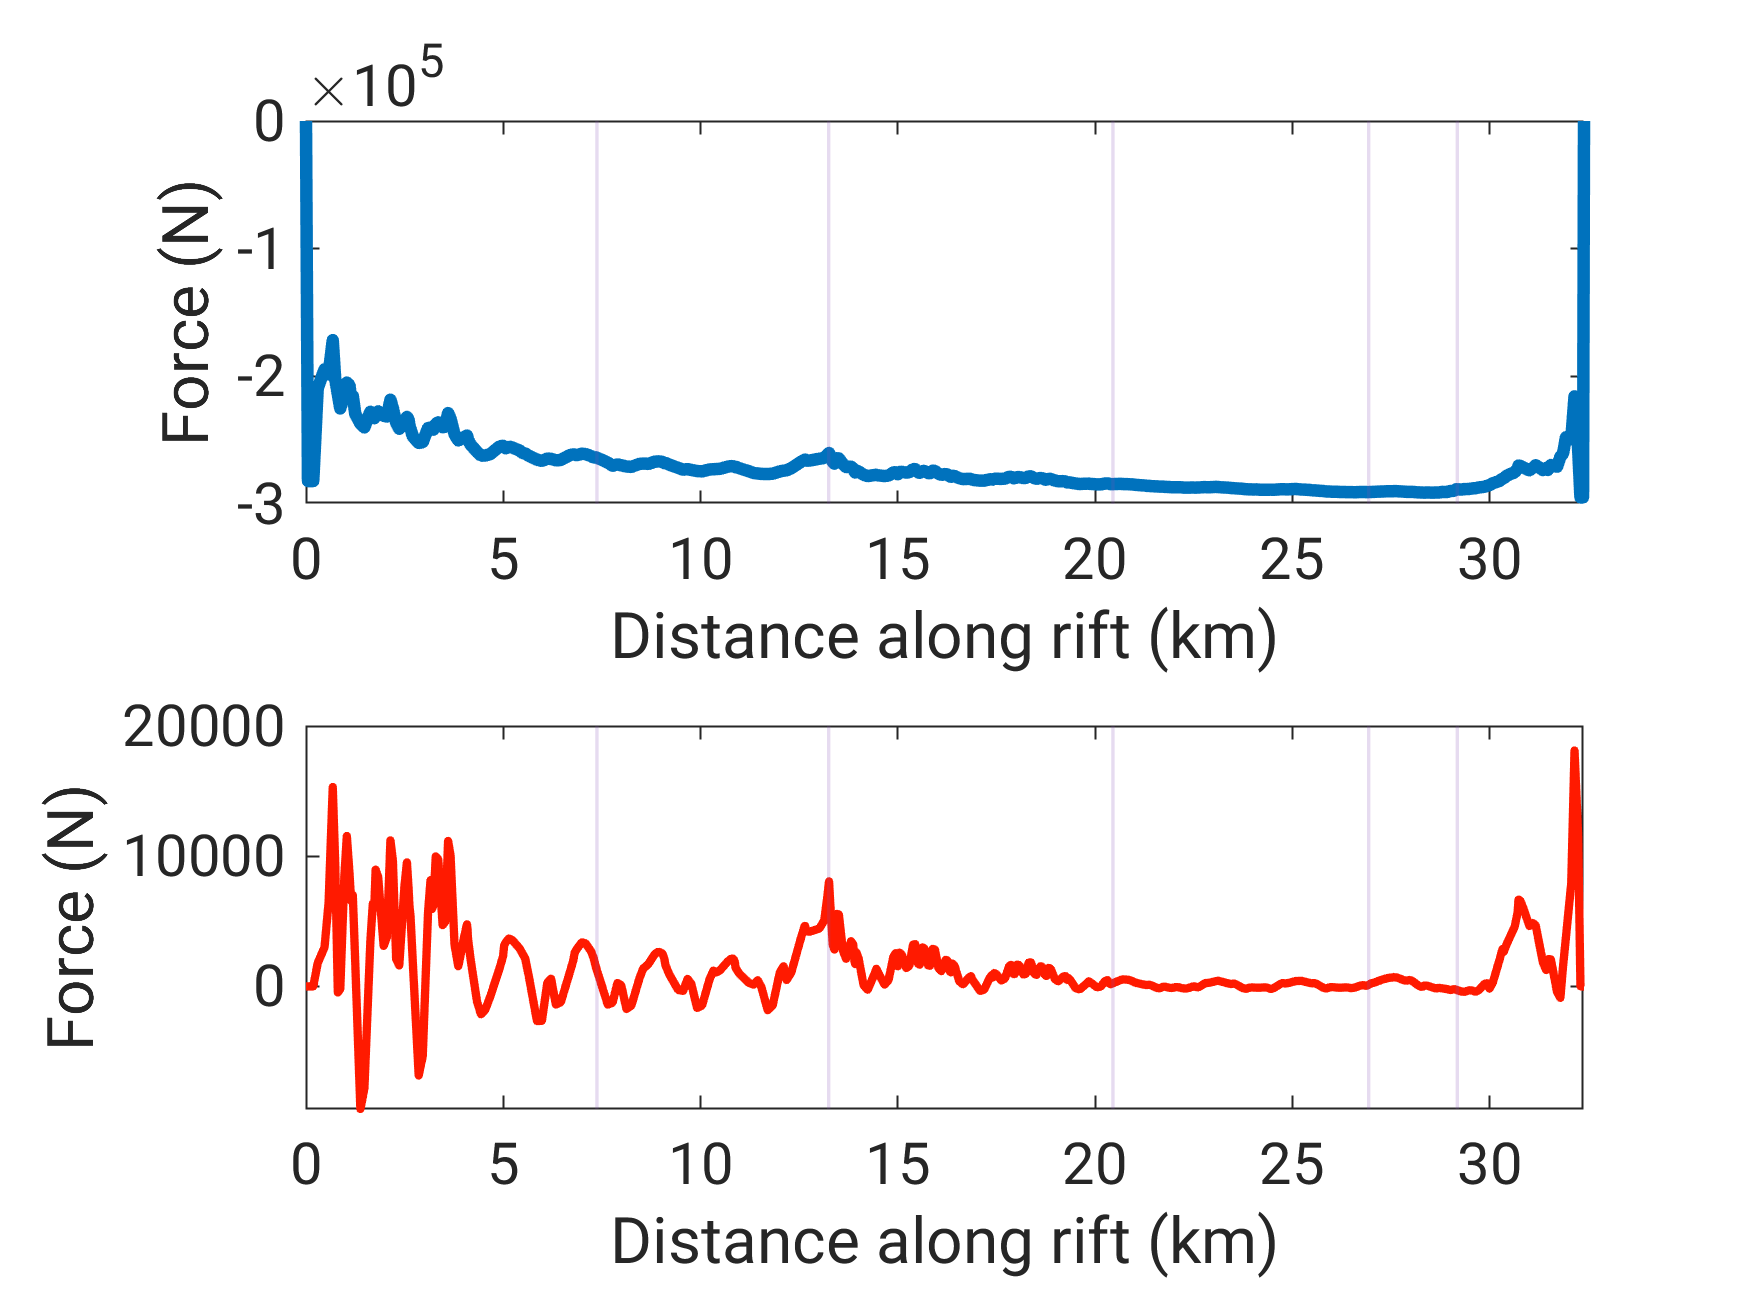 ×10^5
0
-1
-2
-3
Force (N)
0 5 10 15 20 25 30
Distance along rift (km)
20000
10000
0
Force (N)
0 5 10 15 20 25 30
Distance along rift (km)